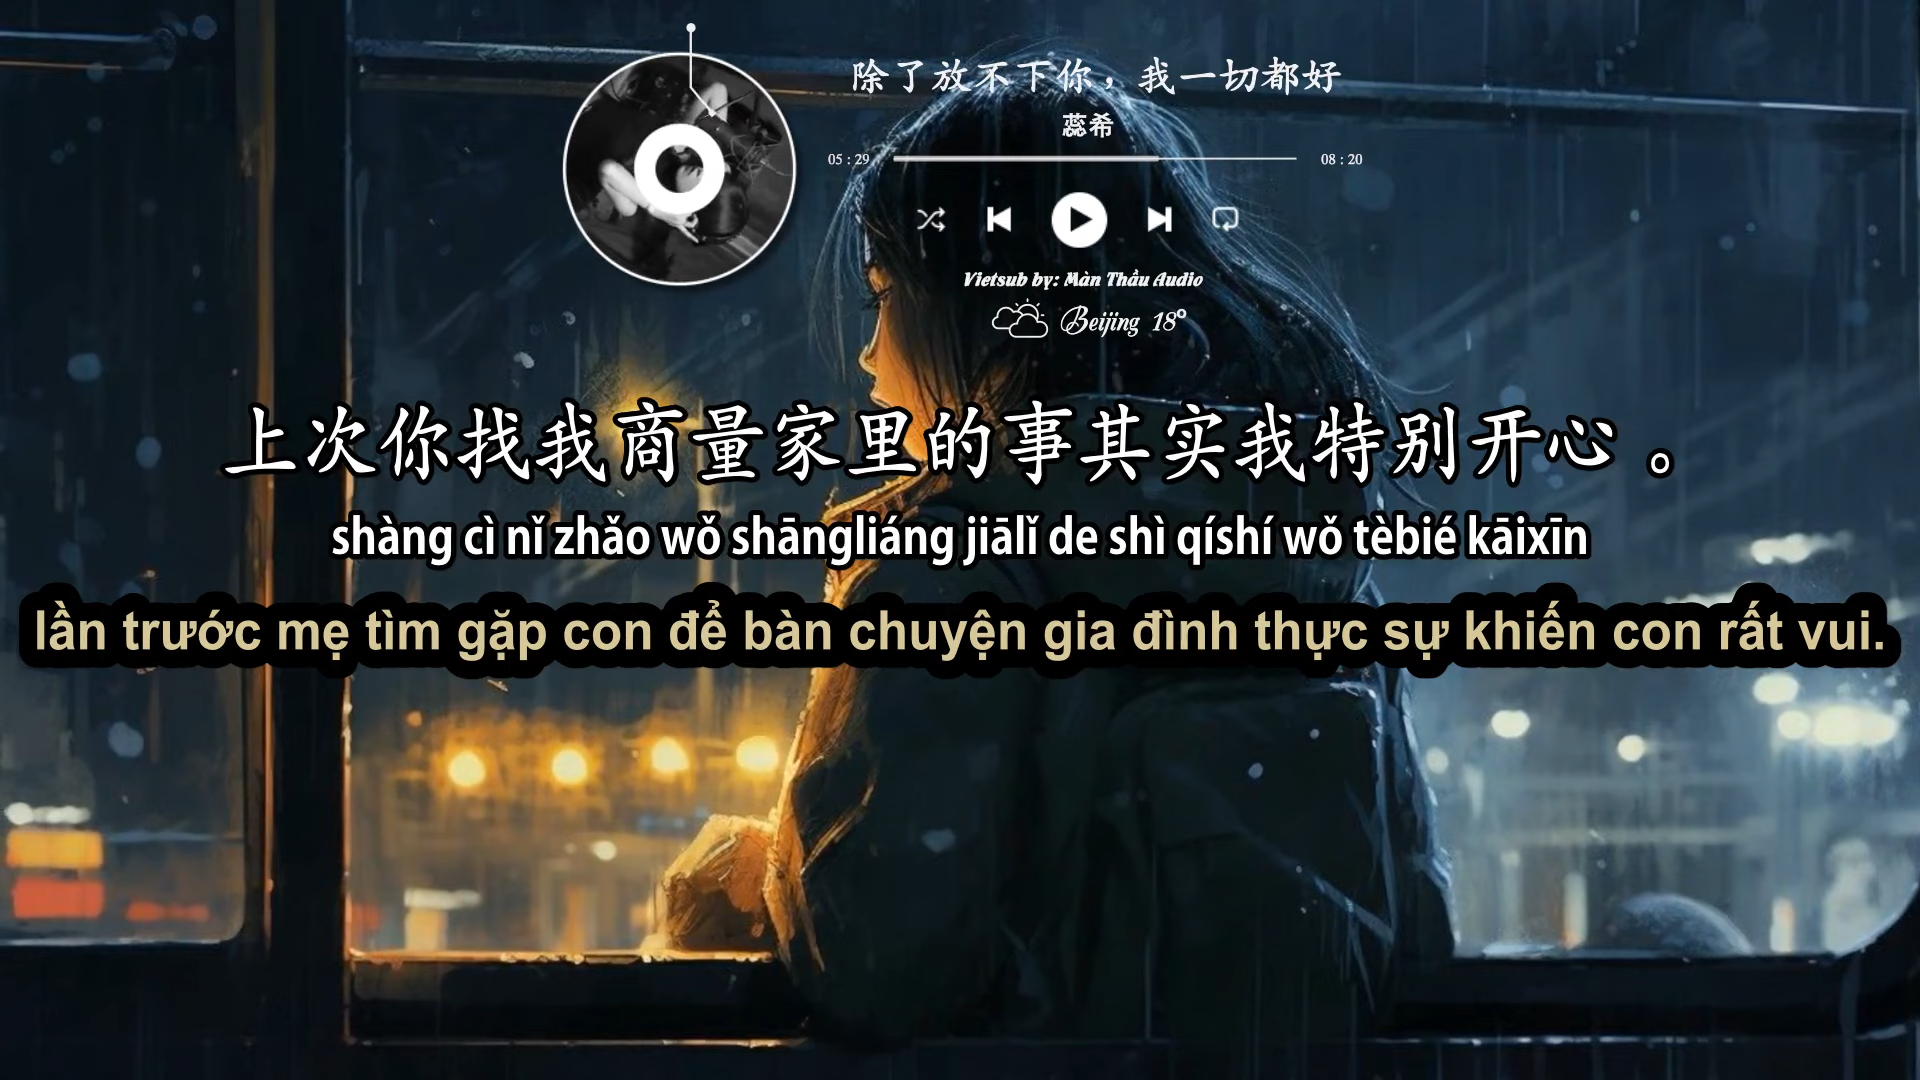 除了放不下你，我一切都好
蕊希
05 : 29
08 : 20
Vietsub by: Màn Thầu Audio
Beijing 18°
上次你找我商量家里的事其实我特别开心。
shàng cì nǐ zhǎo wǒ shāngliáng jiālǐ de shì qíshí wǒ tèbié kāixīn
lần trước mẹ tìm gặp con để bàn chuyện gia đình thực sự khiến con rất vui.